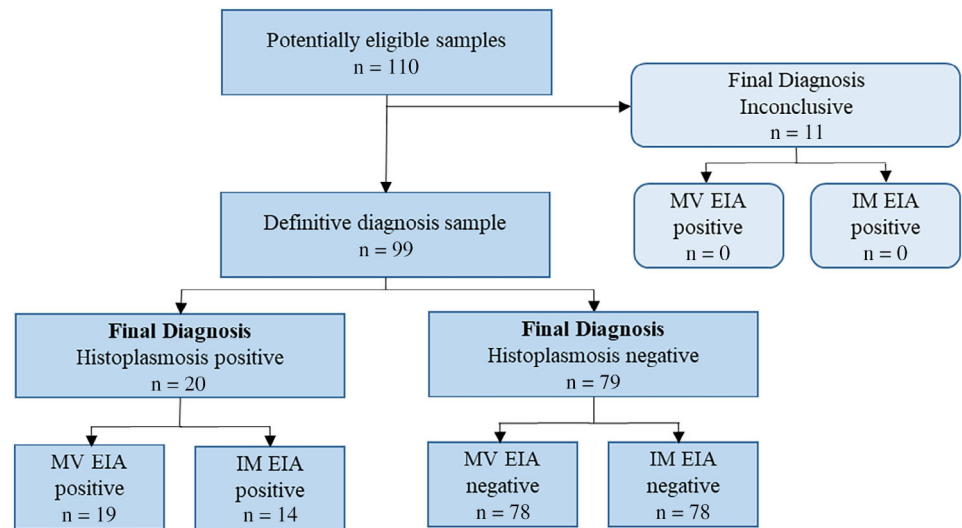 Potentially eligible samples
n = 110
Final Diagnosis
Inconclusive
n = 11
MV EIA
positive
n = 0
IM EIA
positive
n = 0
Definitive diagnosis sample
n = 99
Final Diagnosis
Histoplasmosis positive
n = 20
Final Diagnosis
Histoplasmosis negative
n = 79
MV EIA
positive
n = 19
IM EIA
positive
n = 14
MV EIA
negative
n = 78
IM EIA
negative
n = 78